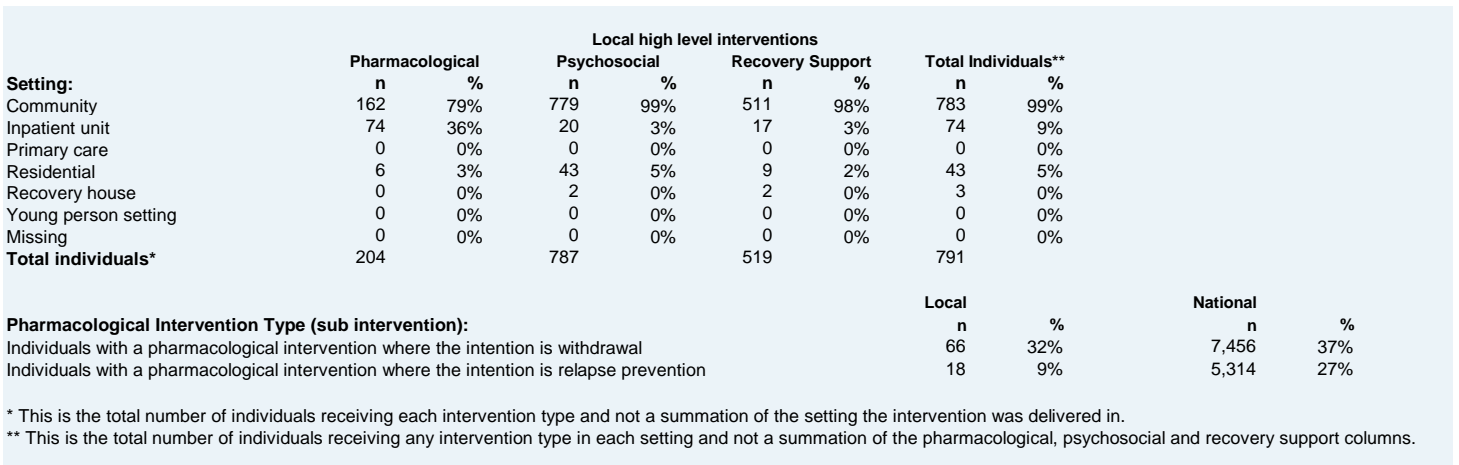 Local high level interventions
Pharmacological Psychosocial Recovery Support Total Individuals**
Setting: n % n % n % n %
Community 162 79% 779 99% 511 98% 783 99%
Inpatient unit 74 36% 20 3% 17 3% 74 9%
Primary care 0 0% 0 0% 0 0% 0 0%
Residential 6 3% 43 5% 9 2% 43 5%
Recovery house 0 0% 2 0% 2 0% 3 0%
Young person setting 0 0% 0 0% 0 0% 0 0%
Missing 0 0% 0 0% 0 0% 0 0%
Total individuals* 204 787 519 791
Local National
Pharmacological Intervention Type (sub intervention): n % n %
Individuals with a pharmacological intervention where the intention is withdrawal 66 32% 7,456 37%
Individuals with a pharmacological intervention where the intention is relapse prevention 18 9% 5,314 27%
* This is the total number of individuals receiving each intervention type and not a summation of the setting the intervention was delivered in.
** This is the total number of individuals receiving any intervention type in each setting and not a summation of the pharmacological, psychosocial and recovery support columns.